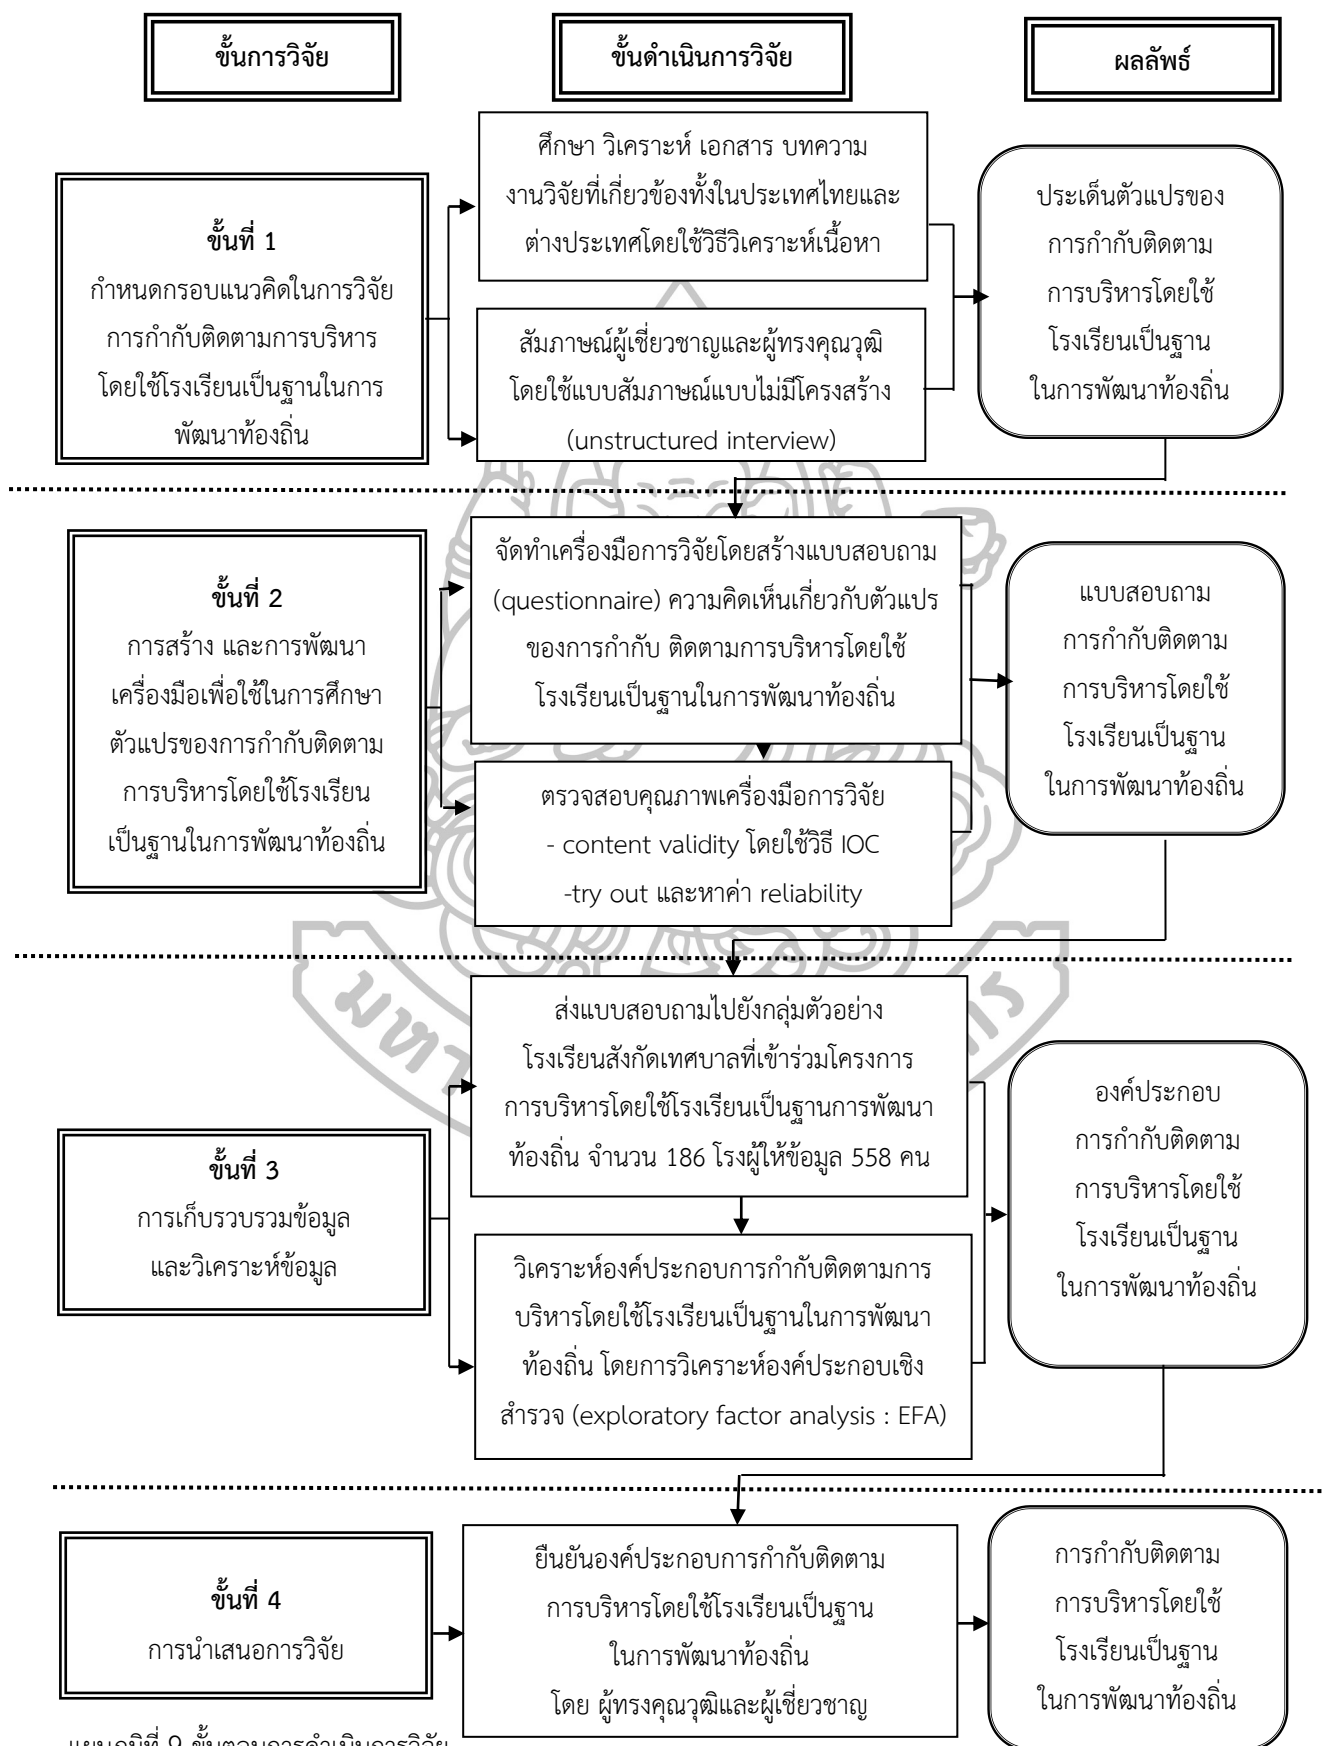 ขั้นการวิจัย
ขั้นดำเนินการวิจัย
ผลลัพธ์
ขั้นที่ 1
กำหนดกรอบแนวคิดในการวิจัย
การกำกับติดตามการบริหาร
โดยใช้โรงเรียนเป็นฐานในการ
พัฒนาท้องถิ่น
ศึกษา วิเคราะห์ เอกสาร บทความ
งานวิจัยที่เกี่ยวข้องทั้งในประเทศไทยและ
ต่างประเทศโดยใช้วิธีวิเคราะห์เนื้อหา
สัมภาษณ์ผู้เชี่ยวชาญและผู้ทรงคุณวุฒิ
โดยใช้แบบสัมภาษณ์แบบไม่มีโครงสร้าง
(unstructured interview)
ประเด็นตัวแปรของ
การกำกับติดตาม
การบริหารโดยใช้
โรงเรียนเป็นฐาน
ในการพัฒนาท้องถิ่น
ขั้นที่ 2
การสร้าง และการพัฒนา
เครื่องมือเพื่อใช้ในการศึกษา
ตัวแปรของการกำกับติดตาม
การบริหารโดยใช้โรงเรียน
เป็นฐานในการพัฒนาท้องถิ่น
จัดทำเครื่องมือการวิจัยโดยสร้างแบบสอบถาม
(questionnaire) ความคิดเห็นเกี่ยวกับตัวแปร
ของการกำกับ ติดตามการบริหารโดยใช้
โรงเรียนเป็นฐานในการพัฒนาท้องถิ่น
ตรวจสอบคุณภาพเครื่องมือการวิจัย
- content validity โดยใช้วิธี IOC
-try out และหาค่า reliability
แบบสอบถาม
การกำกับติดตาม
การบริหารโดยใช้
โรงเรียนเป็นฐาน
ในการพัฒนาท้องถิ่น
ขั้นที่ 3
การเก็บรวบรวมข้อมูล
และวิเคราะห์ข้อมูล
ส่งแบบสอบถามไปยังกลุ่มตัวอย่าง
โรงเรียนสังกัดเทศบาลที่เข้าร่วมโครงการ
การบริหารโดยใช้โรงเรียนเป็นฐานการพัฒนา
ท้องถิ่น จำนวน 186 โรงผู้ให้ข้อมูล 558 คน
วิเคราะห์องค์ประกอบการกำกับติดตามการ
บริหารโดยใช้โรงเรียนเป็นฐานในการพัฒนา
ท้องถิ่น โดยการวิเคราะห์องค์ประกอบเชิง
สำรวจ (exploratory factor analysis : EFA)
องค์ประกอบ
การกำกับติดตาม
การบริหารโดยใช้
โรงเรียนเป็นฐาน
ในการพัฒนาท้องถิ่น
ขั้นที่ 4
การนำเสนอการวิจัย
ยืนยันองค์ประกอบการกำกับติดตาม
การบริหารโดยใช้โรงเรียนเป็นฐาน
ในการพัฒนาท้องถิ่น
โดย ผู้ทรงคุณวุฒิและผู้เชี่ยวชาญ
การกำกับติดตาม
การบริหารโดยใช้
โรงเรียนเป็นฐาน
ในการพัฒนาท้องถิ่น
แผนภูมิที่ 9 ขั้นตอนการดำเนินการวิจัย